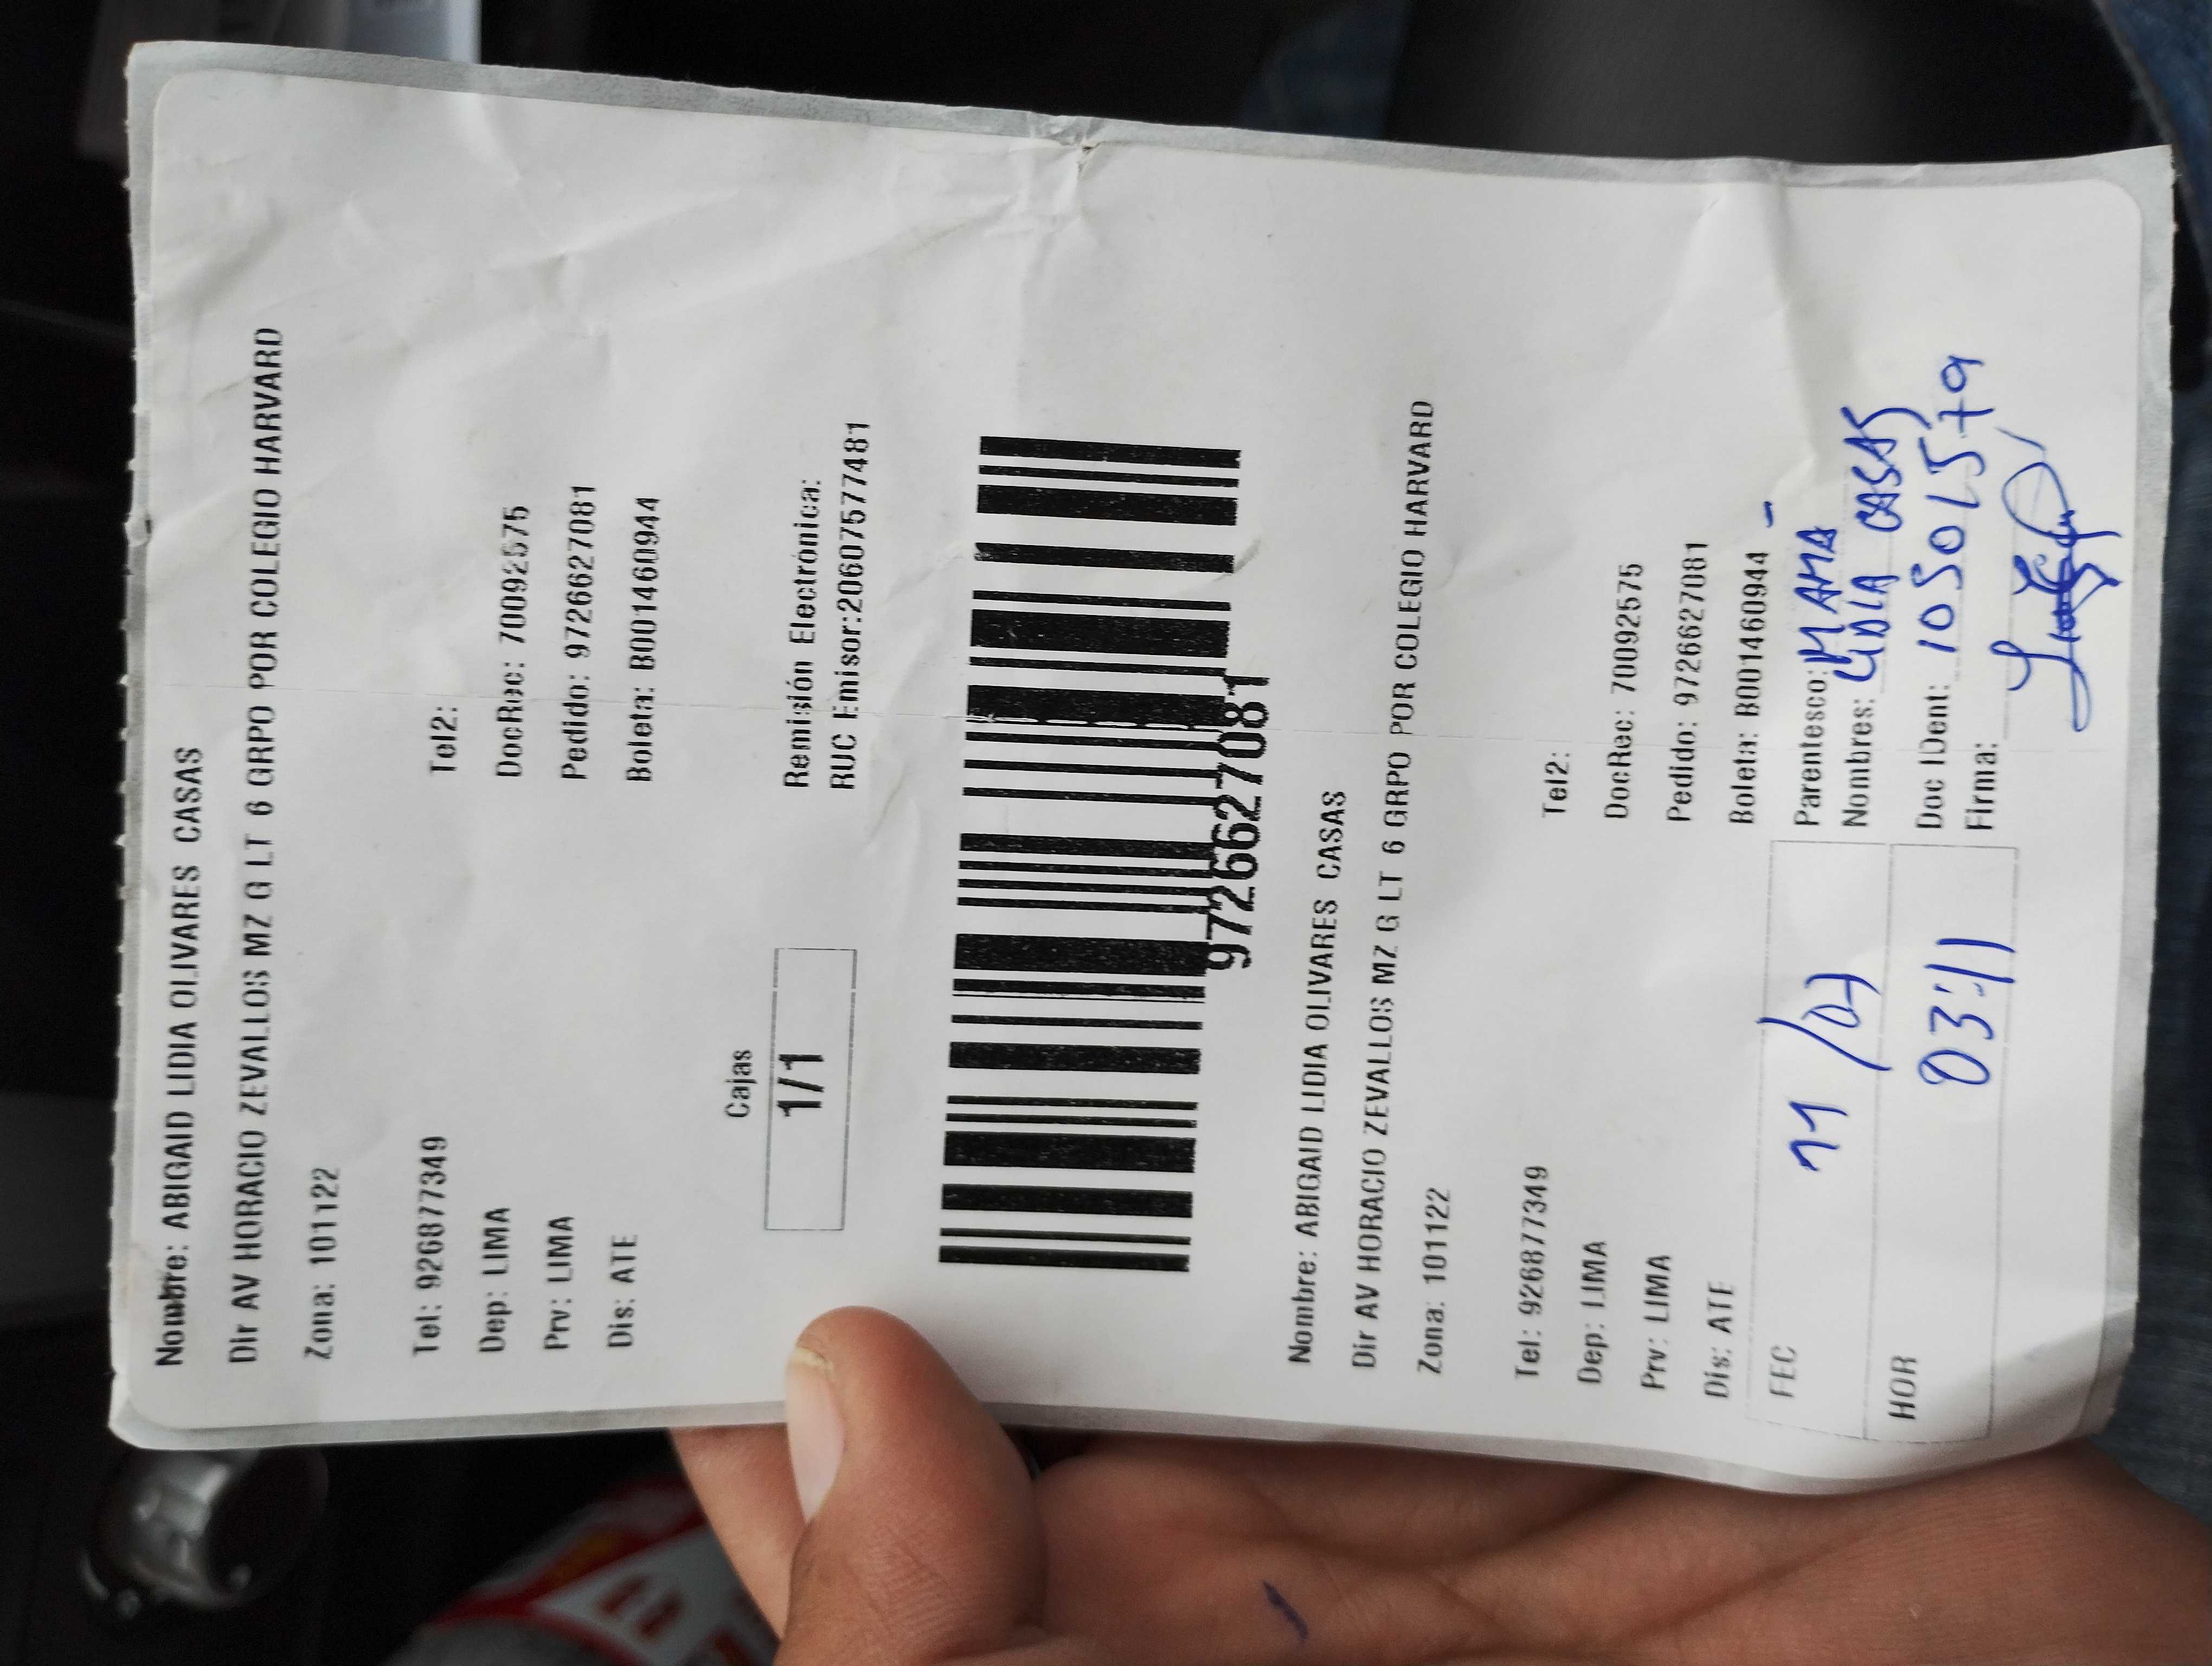 Nombre: ABIGAID LIDIA OLIVARES CASAS
Dir AV HORACIO ZEVALLOS MZ G LT 6 GRPO POR COLEGIO HARVARD
Zona: 101122
Tel: 926877349 Tel2:
Dep: LIMA DocRec: 70092575
Prv: LIMA Pedido: 9726627081
Dis: ATE Boleta: B001460944
Cajas
1/1
Remisión Electrónica:
RUC Emisor:20607577481
9726627081
Nombre: ABIGAID LIDIA OLIVARES CASAS
Dir AV HORACIO ZEVALLOS MZ G LT 6 GRPO POR COLEGIO HARVARD
Zona: 101122
Tel: 926877349 Tel2:
Dep: LIMA DocRec: 70092575
Prv: LIMA Pedido: 9726627081
Dis: ATE Boleta: B001460944
FEC 11/07 Parentesco: MAMA
Nombres: LIDIA CASAS
HOR 03:11 Doc IDent: 10501579
Firma: